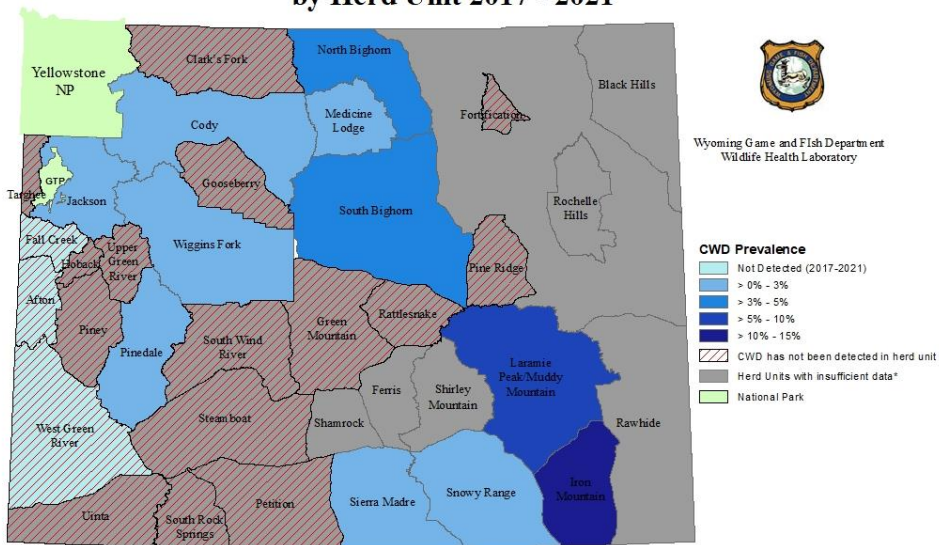 by Herd Unit 2017 - 2021
Yellowstone
NP
Clark's Fork
North Bighorn
Cody
Medicine
Lodge
Fortification
Black Hills
Wyoming Game and FIsh Department
Wildlife Health Laboratory
Targhee
GTP
Jackson
Gooseberry
South Bighorn
Rochelle
Hills
Fall Creek
Hoback
Upper
Green
River
Wiggins Fork
Pine Ridge
CWD Prevalence
Not Detected (2017-2021)
> 0% - 3%
> 3% - 5%
> 5% - 10%
> 10% - 15%
CWD has not been detected in herd unit
Herd Units with insufficient data*
National Park
Afton
Piney
Pinedale
South Wind
River
Green
Mountain
Rattlesnake
Laramie
Peak/Muddy
Mountain
West Green
River
Steamboat
Shamrock
Ferris
Shirley
Mountain
Rawhide
Uinta
South Rock
Springs
Petition
Sierra Madre
Snowy Range
Iron
Mountain